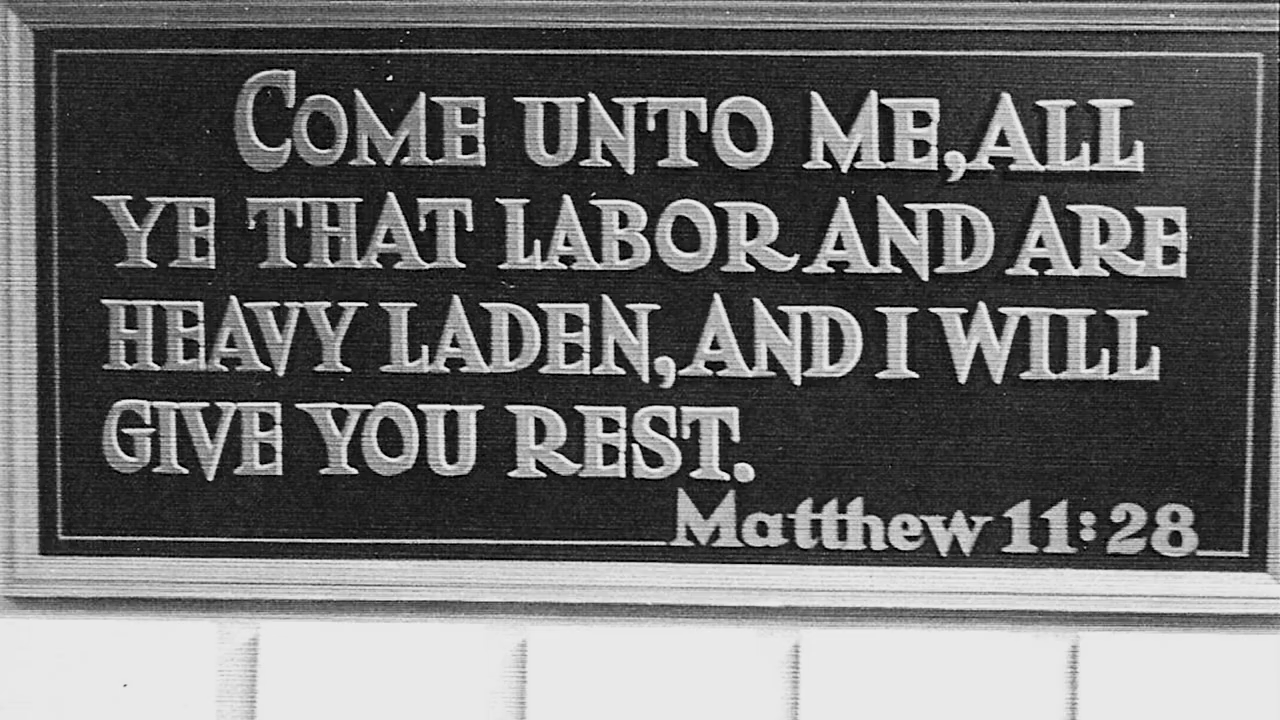 COME UNTO ME, ALL
YE THAT LABOR AND ARE
HEAVY LADEN, AND I WILL
GIVE YOU REST.
Matthew 11:28